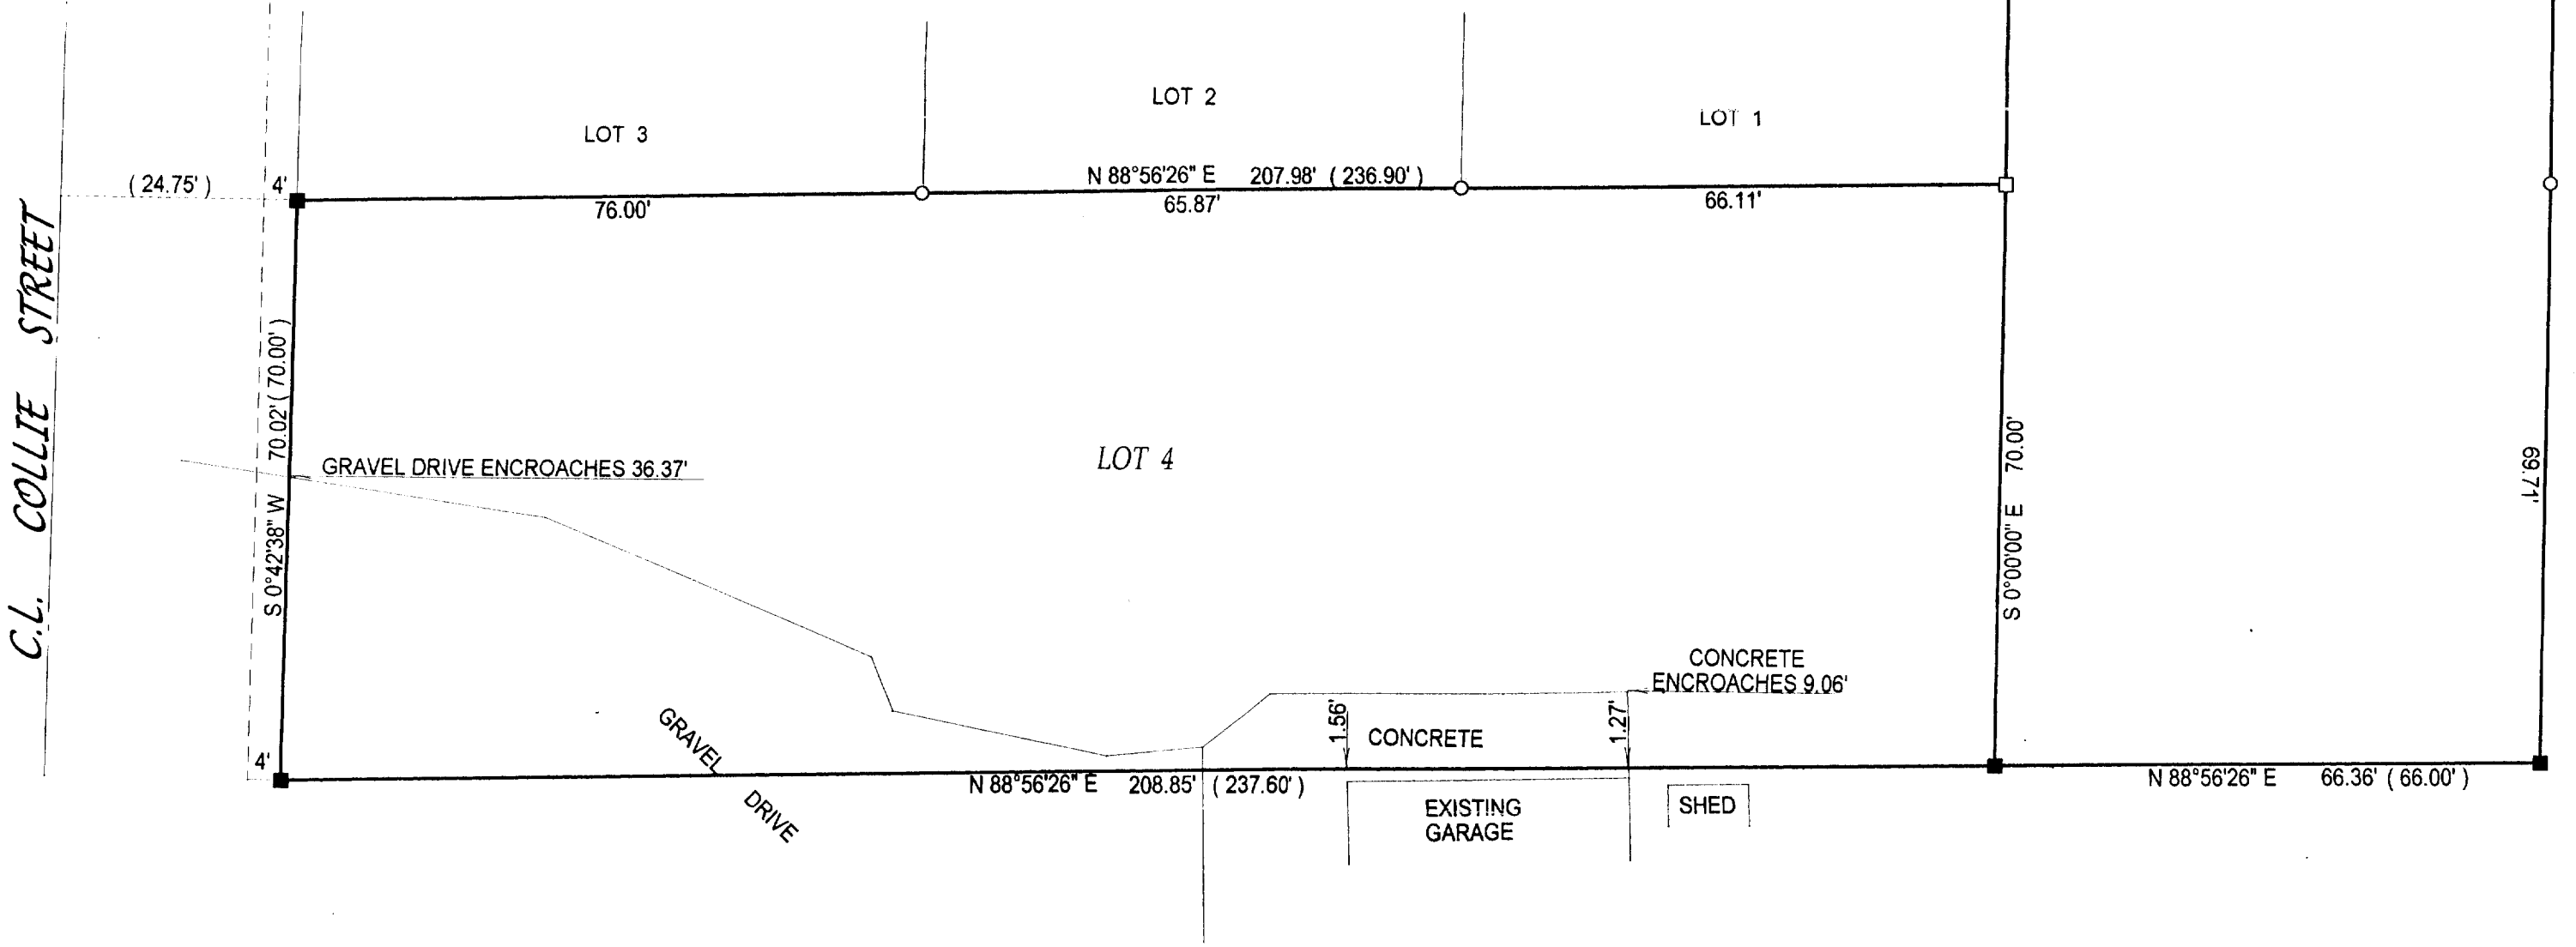 LOT 3
LOT 2
LOT 1
( 24.75' )
4'
N 88°56'26" E 207.98' ( 236.90' )
76.00'
65.87'
66.11'
C.L. COLLIE STREET
S 0°42'38" W 70.02' ( 70.00' )
GRAVEL DRIVE ENCROACHES 36.37'
LOT 4
S 0°00'00" E 70.00'
69.71'
CONCRETE
ENCROACHES 9.06'
1.56'
CONCRETE
1.27'
GRAVEL
DRIVE
4'
N 88°56'26" E 208.85' ( 237.60' )
EXISTING
GARAGE
SHED
N 88°56'26" E 66.36' ( 66.00' )